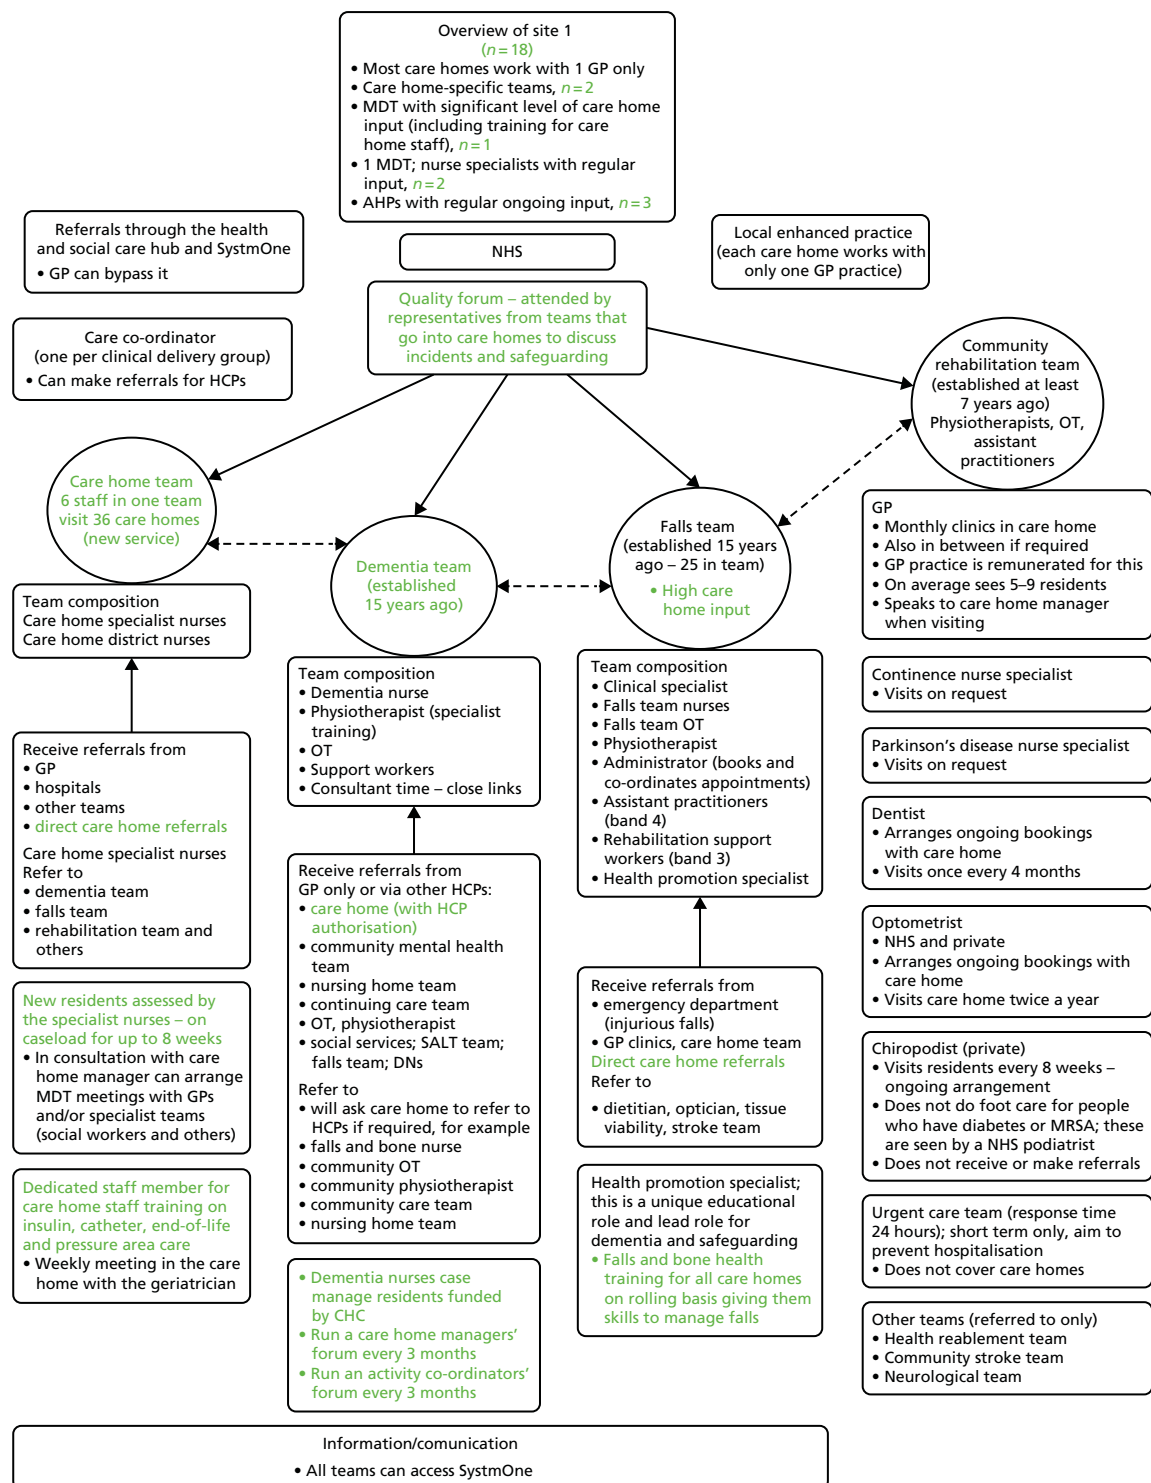 Overview of site 1
(n = 18)
• Most care homes work with 1 GP only
• Care home-specific teams, n = 2
• MDT with significant level of care home
input (including training for care
home staff), n = 1
• 1 MDT; nurse specialists with regular
input, n = 2
• AHPs with regular ongoing input, n = 3
Referrals through the health
and social care hub and SystmOne
• GP can bypass it
NHS
Local enhanced practice
(each care home works with
only one GP practice)
Care co-ordinator
(one per clinical delivery group)
• Can make referrals for HCPs
Quality forum – attended by
representatives from teams that
go into care homes to discuss
incidents and safeguarding
Community
rehabilitation team
(established at least
7 years ago)
Physiotherapists, OT,
assistant
practitioners
Care home team
6 staff in one team
visit 36 care homes
(new service)
Dementia team
(established
15 years ago)
Falls team
(established 15 years
ago – 25 in team)
• High care
home input
Team composition
Care home specialist nurses
Care home district nurses
Receive referrals from
• GP
• hospitals
• other teams
• direct care home referrals
Care home specialist nurses
Refer to
• dementia team
• falls team
• rehabilitation team and
others
New residents assessed by
the specialist nurses – on
caseload for up to 8 weeks
• In consultation with care
home manager can arrange
MDT meetings with GPs
and/or specialist teams
(social workers and others)
Dedicated staff member for
care home staff training on
insulin, catheter, end-of-life
and pressure area care
• Weekly meeting in the care
home with the geriatrician
Team composition
• Dementia nurse
• Physiotherapist (specialist
training)
• OT
• Support workers
• Consultant time – close links
Receive referrals from
GP only or via other HCPs:
• care home (with HCP
authorisation)
• community mental health
team
• nursing home team
• continuing care team
• OT, physiotherapist
• social services; SALT team;
falls team; DNs
Refer to
• will ask care home to refer to
HCPs if required, for example
• falls and bone nurse
• community OT
• community physiotherapist
• community care team
• nursing home team
• Dementia nurses case
manage residents funded
by CHC
• Run a care home managers’
forum every 3 months
• Run an activity co-ordinators’
forum every 3 months
Team composition
• Clinical specialist
• Falls team nurses
• Falls team OT
• Physiotherapist
• Administrator (books and
co-ordinates appointments)
• Assistant practitioners
(band 4)
• Rehabilitation support
workers (band 3)
• Health promotion specialist
Receive referrals from
• emergency department
(injurious falls)
• GP clinics, care home team
Direct care home referrals
Refer to
• dietitian, optician, tissue
viability, stroke team
Health promotion specialist;
this is a unique educational
role and lead role for
dementia and safeguarding
• Falls and bone health
training for all care homes
on rolling basis giving them
skills to manage falls
GP
• Monthly clinics in care home
• Also in between if required
• GP practice is remunerated for this
• On average sees 5–9 residents
• Speaks to care home manager
when visiting
Continence nurse specialist
• Visits on request
Parkinson’s disease nurse specialist
• Visits on request
Dentist
• Arranges ongoing bookings
with care home
• Visits once every 4 months
Optometrist
• NHS and private
• Arranges ongoing bookings with
care home
• Visits care home twice a year
Chiropodist (private)
• Visits residents every 8 weeks –
ongoing arrangement
• Does not do foot care for people
who have diabetes or MRSA; these
are seen by a NHS podiatrist
• Does not receive or make referrals
Urgent care team (response time
24 hours); short term only, aim to
prevent hospitalisation
• Does not cover care homes
Other teams (referred to only)
• Health reablement team
• Community stroke team
• Neurological team
Information/comunication
• All teams can access SystmOne